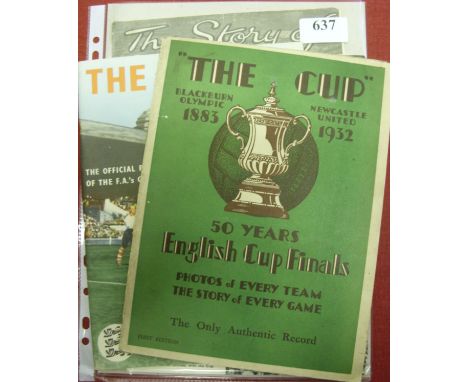 637
The Story of
THE
THE OFFICIAL
OF THE F.A.'s
"THE CUP"
BLACKBURN
OLYMPIC
1883
NEWCASTLE
UNITED
1932
50 YEARS
English Cup Finals
PHOTOS of EVERY TEAM
THE STORY of EVERY GAME
The Only Authentic Record
FIRST EDITION